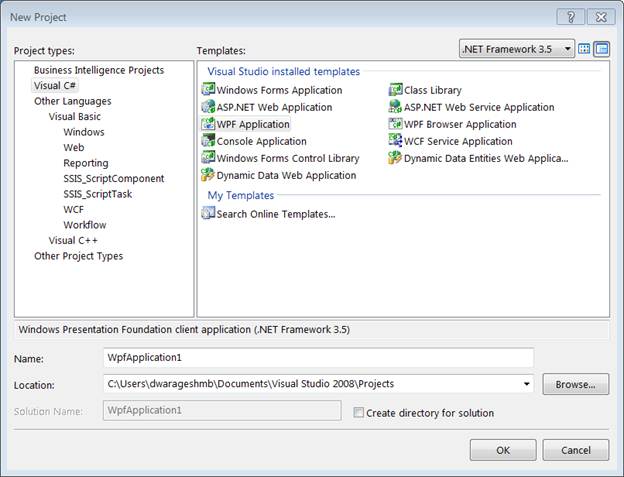 New Project
Project types:
Templates:
.NET Framework 3.5
Business Intelligence Projects
Visual C#
Other Languages
Visual Basic
Windows
Web
Reporting
SSIS_ScriptComponent
SSIS_ScriptTask
WCF
Workflow
Visual C++
Other Project Types
Visual Studio installed templates
Windows Forms Application
Class Library
ASP.NET Web Application
ASP.NET Web Service Application
WPF Application
WPF Browser Application
Console Application
WCF Service Application
Windows Forms Control Library
Dynamic Data Entities Web Applica...
Dynamic Data Web Application
My Templates
Search Online Templates...
Windows Presentation Foundation client application (.NET Framework 3.5)
Name:
WpfApplication1
Location:
C:\Users\dwarageshmb\Documents\Visual Studio 2008\Projects
Browse...
Solution Name:
WpfApplication1
Create directory for solution
OK
Cancel